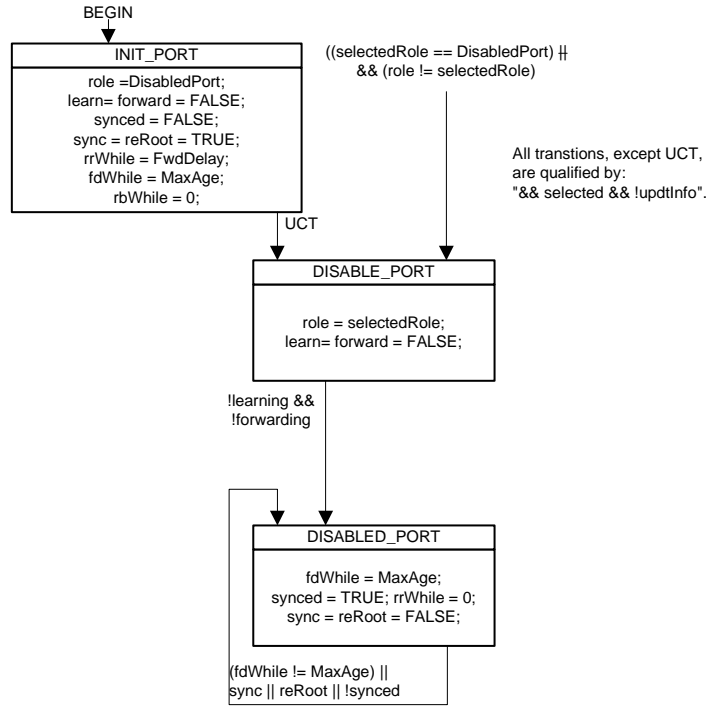 BEGIN
INIT_PORT
role =DisabledPort;
learn= forward = FALSE;
synced = FALSE;
sync = reRoot = TRUE;
rrWhile = FwdDelay;
fdWhile = MaxAge;
rbWhile = 0;
((selectedRole == DisabledPort) ||
&& (role != selectedRole)
All transtions, except UCT,
are qualified by:
"&& selected && !updtInfo".
UCT
DISABLE_PORT
role = selectedRole;
learn= forward = FALSE;
!learning &&
!forwarding
DISABLED_PORT
fdWhile = MaxAge;
synced = TRUE; rrWhile = 0;
sync = reRoot = FALSE;
(fdWhile != MaxAge) ||
sync || reRoot || !synced